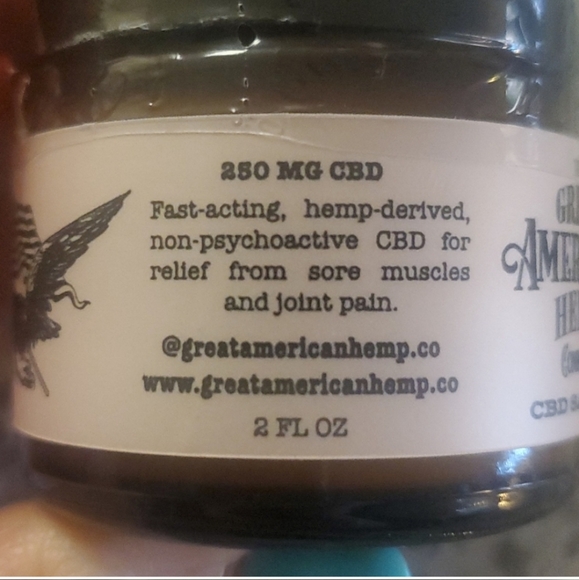 250 MG CBD
Fast-acting, hemp-derived,
non-psychoactive CBD for
relief from sore muscles
and joint pain.
@greatamericanhemp.co
www.greatamericanhemp.co
2 FL OZ
CBD